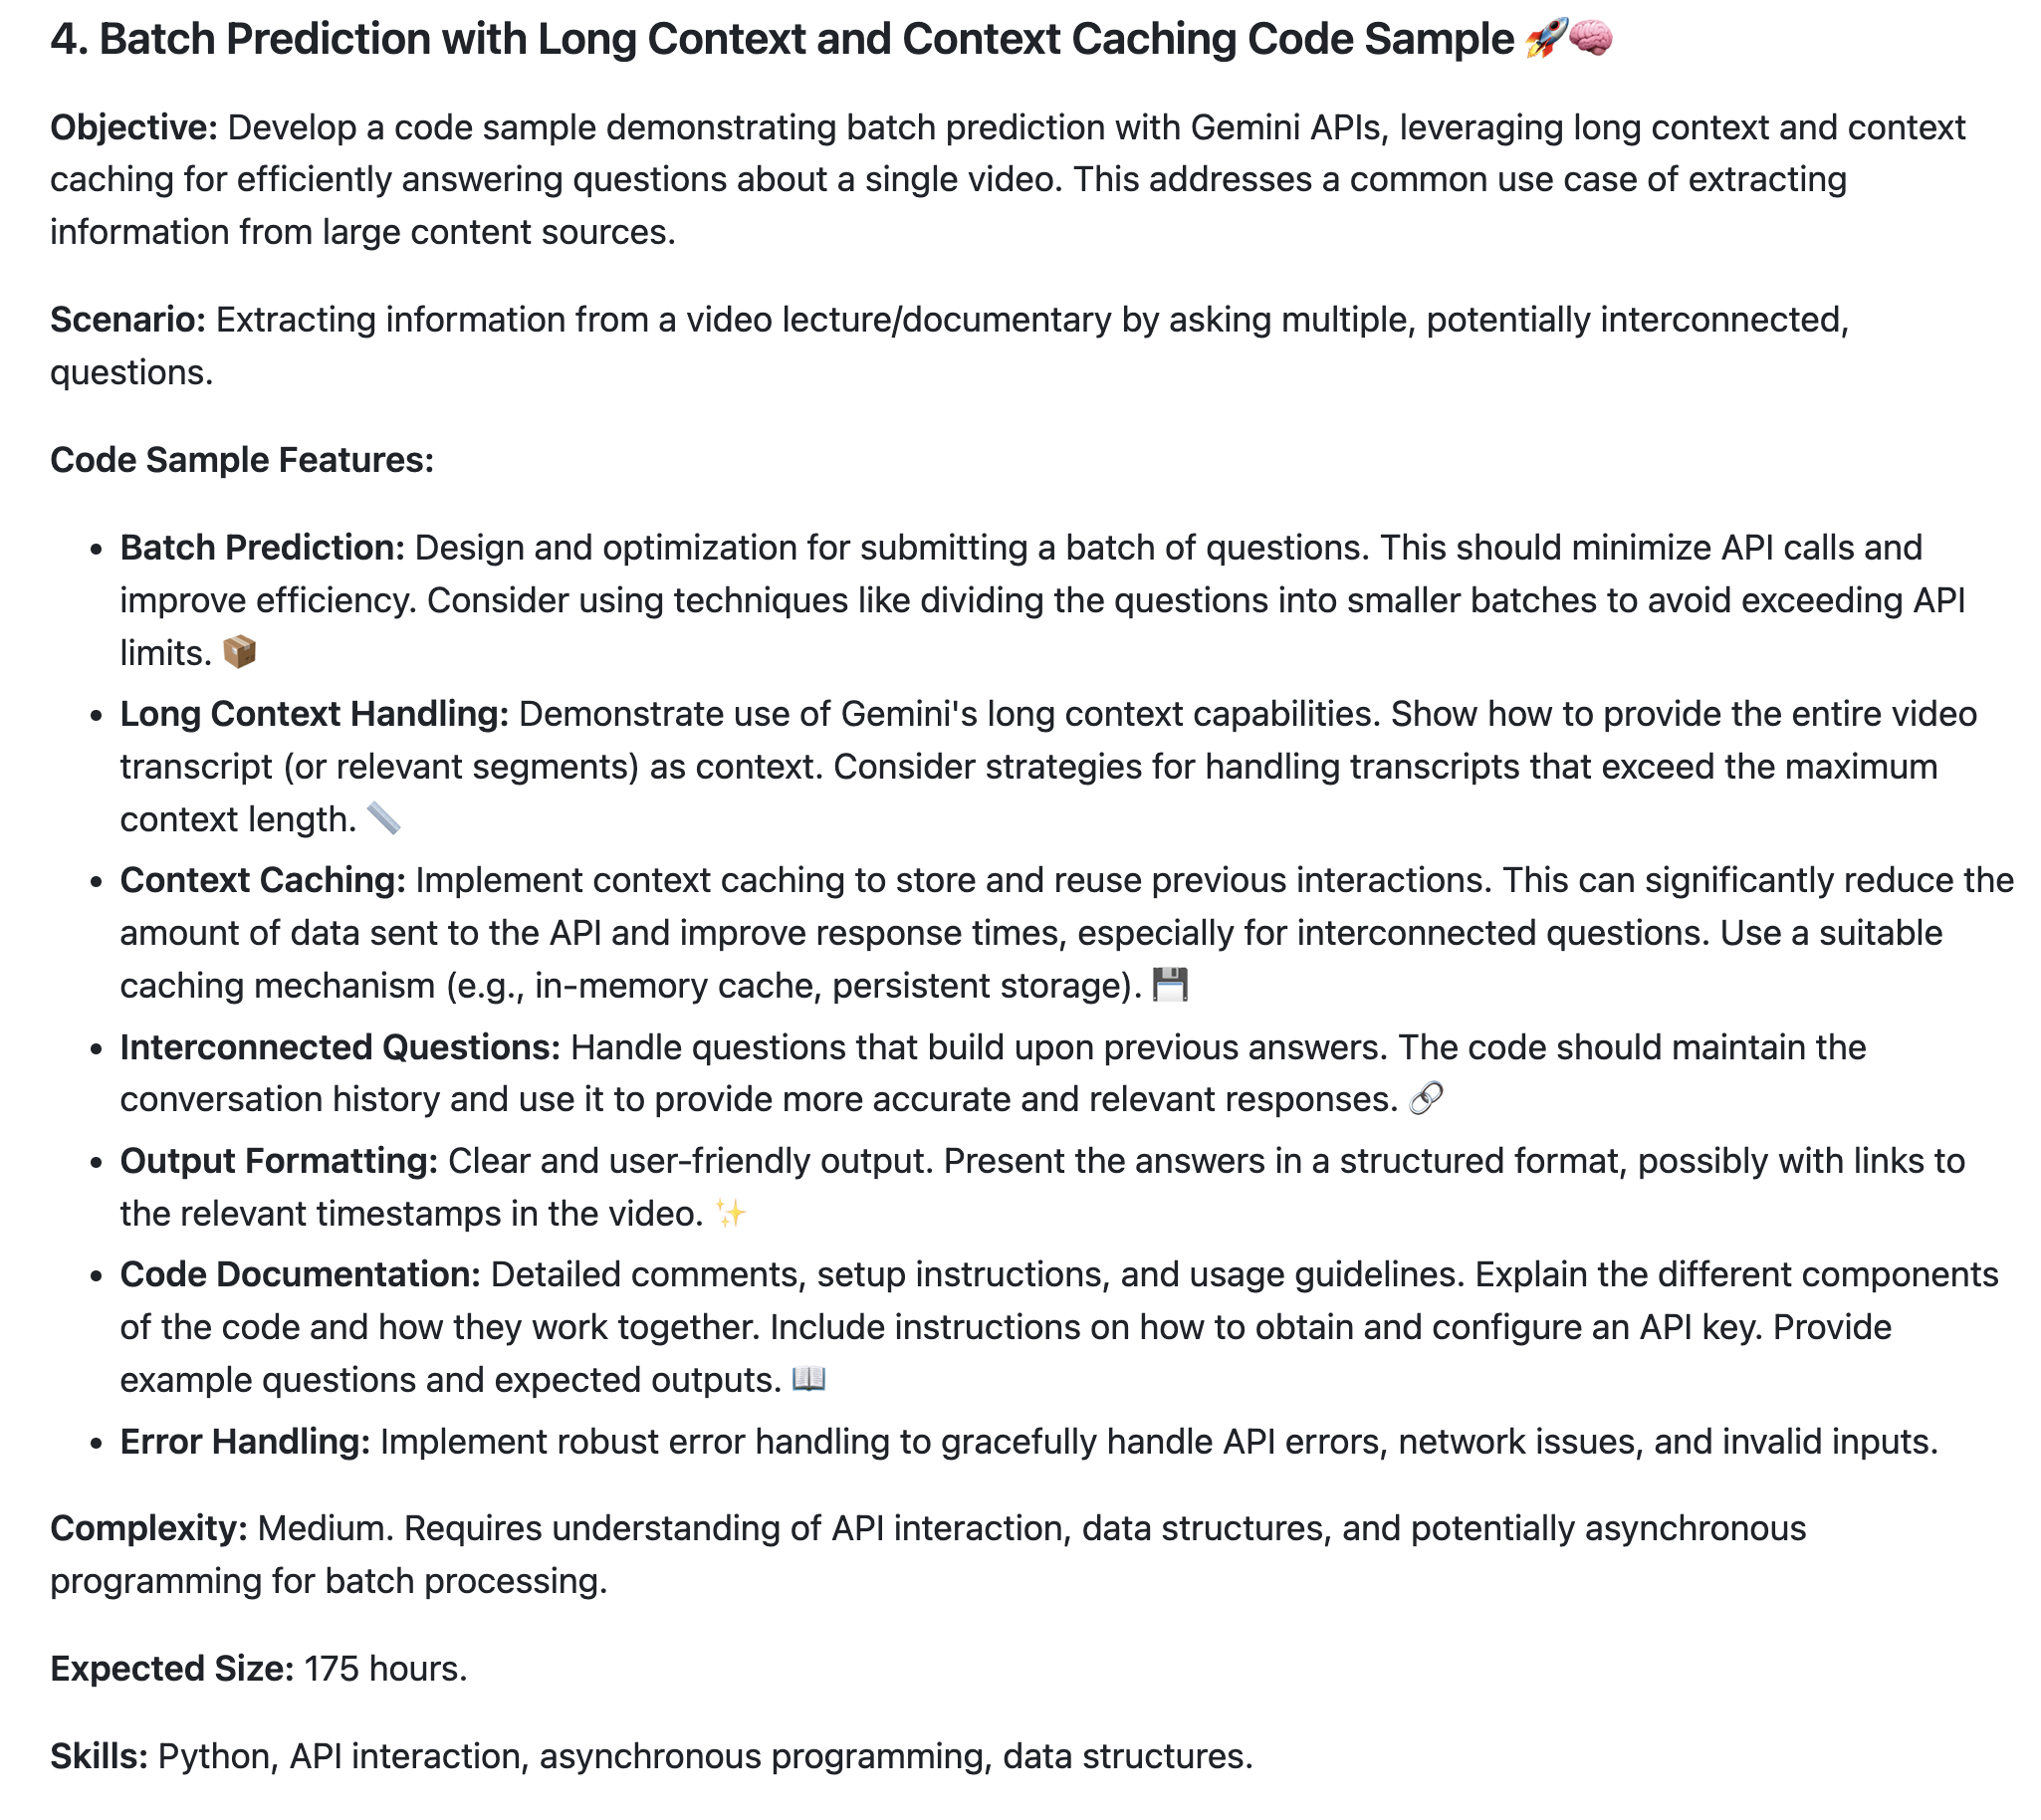 4. Batch Prediction with Long Context and Context Caching Code Sample 🚀🧠
Objective: Develop a code sample demonstrating batch prediction with Gemini APIs, leveraging long context and context
caching for efficiently answering questions about a single video. This addresses a common use case of extracting
information from large content sources.
Scenario: Extracting information from a video lecture/documentary by asking multiple, potentially interconnected,
questions.
Code Sample Features:
• Batch Prediction: Design and optimization for submitting a batch of questions. This should minimize API calls and
improve efficiency. Consider using techniques like dividing the questions into smaller batches to avoid exceeding API
limits. 📦
• Long Context Handling: Demonstrate use of Gemini's long context capabilities. Show how to provide the entire video
transcript (or relevant segments) as context. Consider strategies for handling transcripts that exceed the maximum
context length. 📏
• Context Caching: Implement context caching to store and reuse previous interactions. This can significantly reduce the
amount of data sent to the API and improve response times, especially for interconnected questions. Use a suitable
caching mechanism (e.g., in-memory cache, persistent storage). 💾
• Interconnected Questions: Handle questions that build upon previous answers. The code should maintain the
conversation history and use it to provide more accurate and relevant responses. 🔗
• Output Formatting: Clear and user-friendly output. Present the answers in a structured format, possibly with links to
the relevant timestamps in the video. ✨
• Code Documentation: Detailed comments, setup instructions, and usage guidelines. Explain the different components
of the code and how they work together. Include instructions on how to obtain and configure an API key. Provide
example questions and expected outputs. 📖
• Error Handling: Implement robust error handling to gracefully handle API errors, network issues, and invalid inputs.
Complexity: Medium. Requires understanding of API interaction, data structures, and potentially asynchronous
programming for batch processing.
Expected Size: 175 hours.
Skills: Python, API interaction, asynchronous programming, data structures.